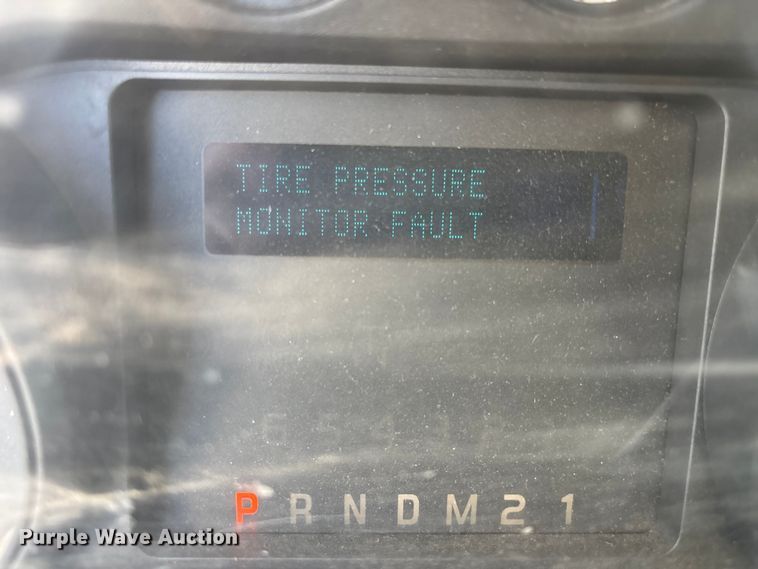 TIRE PRESSURE
MONITOR FAULT
P R N D M 2 1
Purple Wave Auction